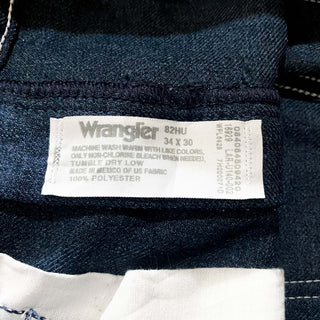 Wrangler
82HU
34 X 30
MACHINE WASH WARM WITH LIKE COLORS,
ONLY NON-CHLORINE BLEACH WHEN NEEDED,
TUMBLE DRY LOW
MADE IN MEXICO OF US FABRIC
100% POLYESTER